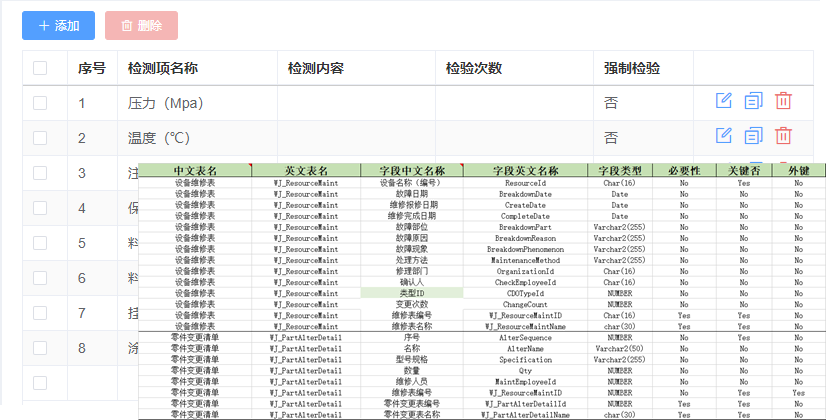 + 添加 删除
序号 检测项名称 检测内容 检验次数 强制检验
1 压力（Mpa） 否
2 温度（℃） 否
3 注
4 保
5 料
6 料
7 挂
8 涂
中文表名 英文表名 字段中文名称 字段英文名称 字段类型 必要性 关键否 外键
设备维修表 WJ_ResourceMaint 设备名称（编号） ResourceId Char(16) No Yes No
设备维修表 WJ_ResourceMaint 故障日期 BreakdownDate Date No No No
设备维修表 WJ_ResourceMaint 维修报修日期 CreateDate Date No No No
设备维修表 WJ_ResourceMaint 维修完成日期 CompleteDate Date No No No
设备维修表 WJ_ResourceMaint 故障部位 BreakdownPart Varchar2(255) No No No
设备维修表 WJ_ResourceMaint 故障原因 BreakdownReason Varchar2(255) No No No
设备维修表 WJ_ResourceMaint 故障现象 BreakdownPhenomenon Varchar2(255) No No No
设备维修表 WJ_ResourceMaint 处理方法 MaintenanceMethod Varchar2(255) No No No
设备维修表 WJ_ResourceMaint 修理部门 OrganizationId Char(16) No No No
设备维修表 WJ_ResourceMaint 确认人 CheckEmployeeId Char(16) No No No
设备维修表 WJ_ResourceMaint 类型ID CDOTypeId NUMBER No No No
设备维修表 WJ_ResourceMaint 变更次数 ChangeCount NUMBER No No No
设备维修表 WJ_ResourceMaint 维修表编号 WJ_ResourceMaintID Char(16) Yes Yes No
设备维修表 WJ_ResourceMaint 维修表名称 WJ_ResourceMaintName char(30) Yes Yes No
零件变更清单 WJ_PartAlterDetail 序号 AlterSequence NUMBER No Yes No
零件变更清单 WJ_PartAlterDetail 名称 AlterName Varchar2(50) No No No
零件变更清单 WJ_PartAlterDetail 型号规格 Specification Varchar2(255) No No No
零件变更清单 WJ_PartAlterDetail 数量 Qty NUMBER No No No
零件变更清单 WJ_PartAlterDetail 维修人员 MaintEmployeeId NUMBER No No No
零件变更清单 WJ_PartAlterDetail 维修表编号 WJ_ResourceMaintID NUMBER No Yes Yes
零件变更清单 WJ_PartAlterDetail 零件变更表编号 WJ_PartAlterDetailId Char(16) Yes Yes No
零件变更清单 WJ_PartAlterDetail 零件变更表名称 WJ_PartAlterDetailName char(30) Yes Yes No